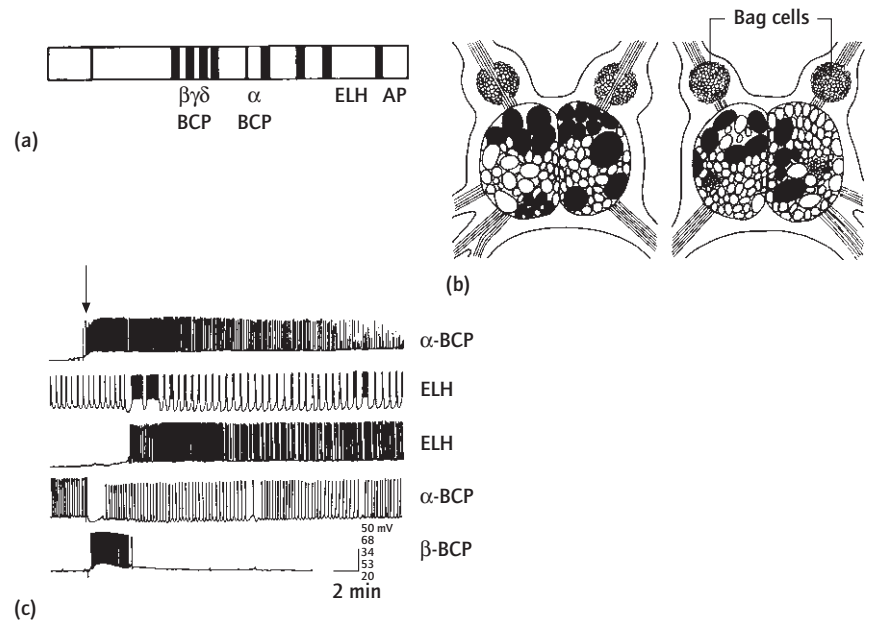 βγδ α ELH AP
BCP BCP
(a)
Bag cells
(b)
α-BCP
ELH
ELH
α-BCP
β-BCP
50 mV
68
34
53
20
2 min
(c)